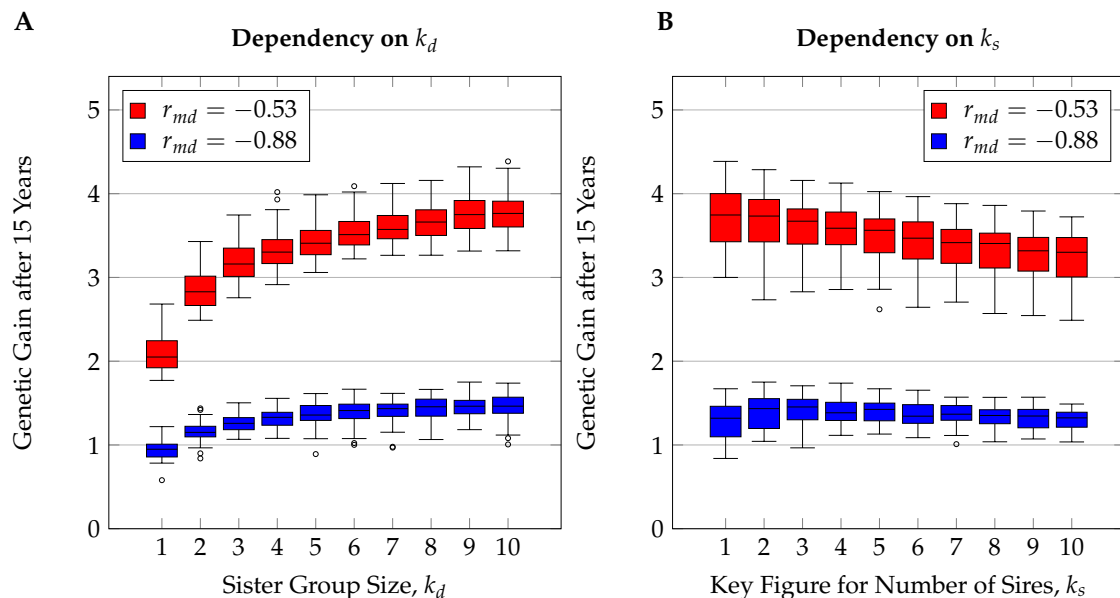 A
Dependency on k_d
5
4
3
2
1
0
Genetic Gain after 15 Years
r_md = −0.53
r_md = −0.88
1 2 3 4 5 6 7 8 9 10
Sister Group Size, k_d
B
Dependency on k_s
5
4
3
2
1
0
Genetic Gain after 15 Years
r_md = −0.53
r_md = −0.88
1 2 3 4 5 6 7 8 9 10
Key Figure for Number of Sires, k_s